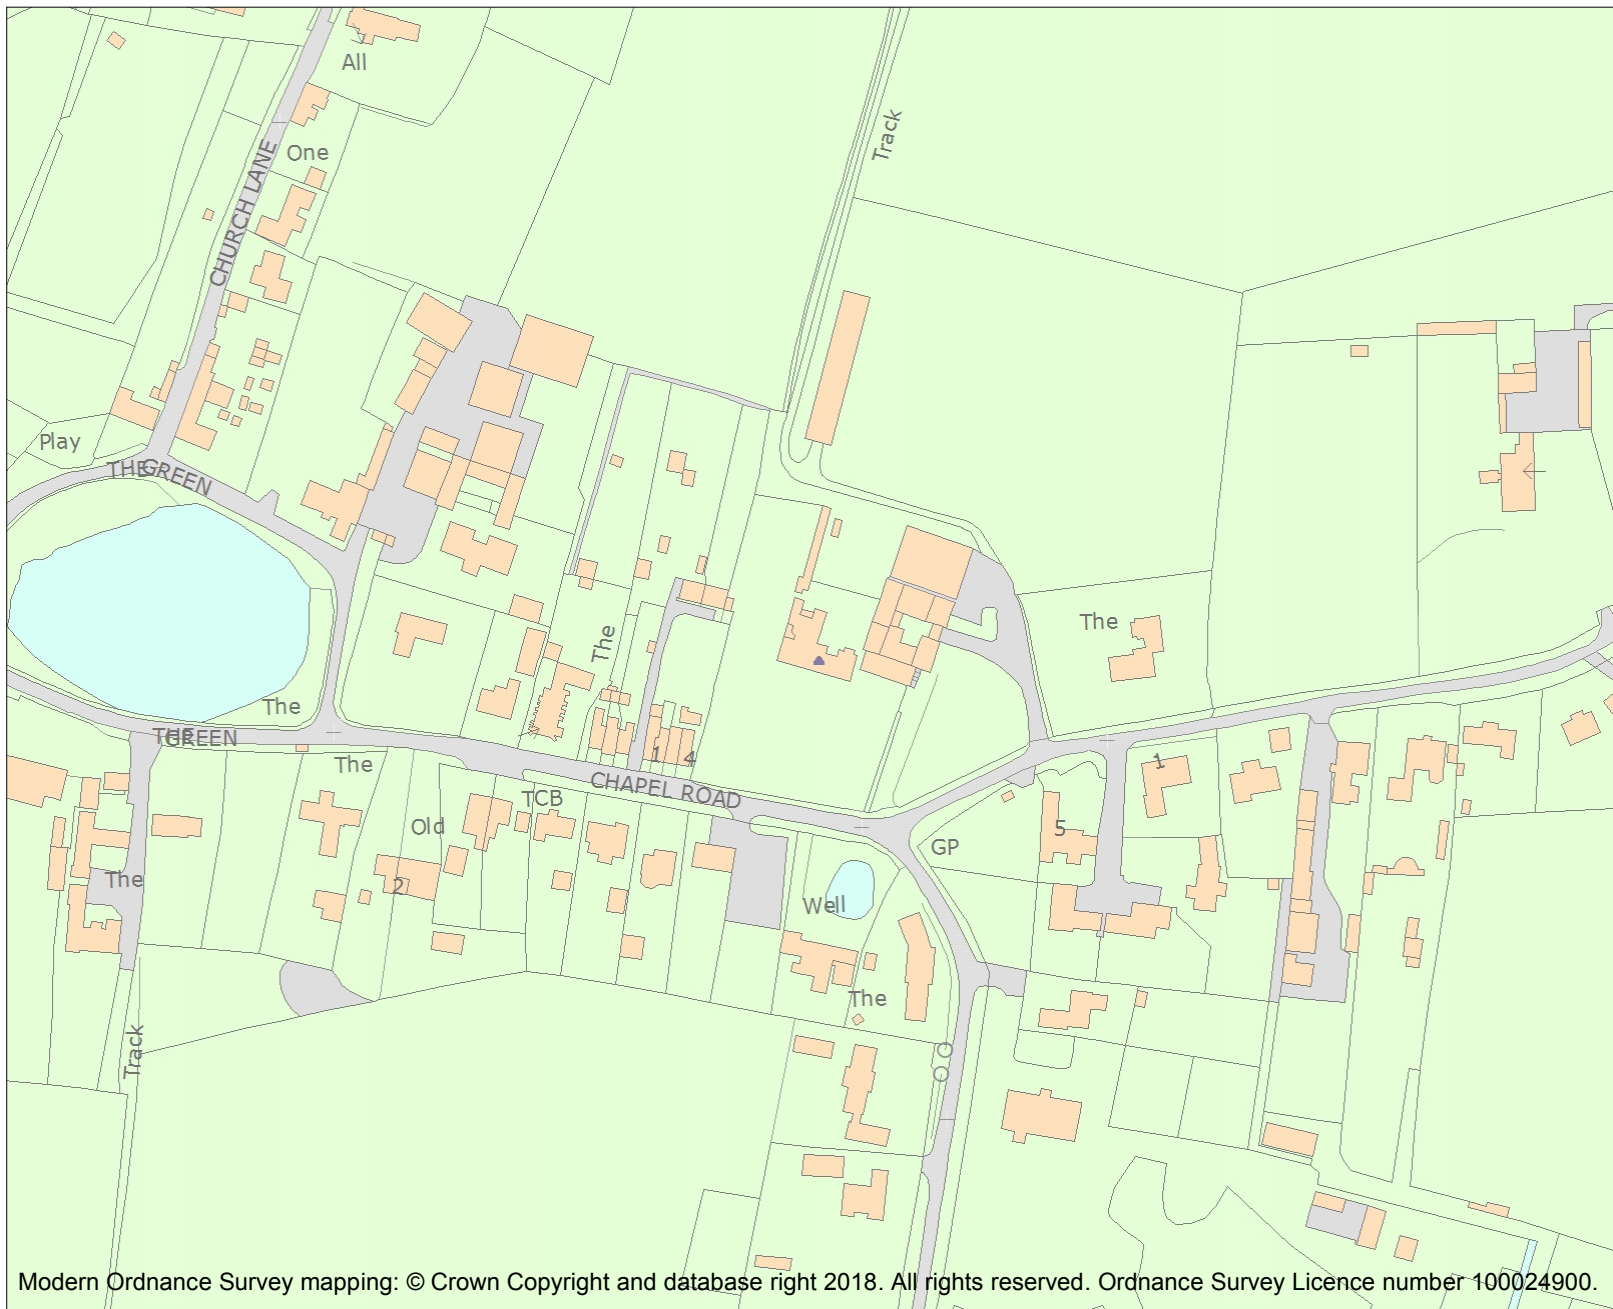 All
Track
One
CHURCH LANE
Play
THE GREEN
The
The
The
THE GREEN
The
1
4
CHAPEL ROAD
1
TCB
Old
5
GP
The
2
Well
The
Track
Modern Ordnance Survey mapping: © Crown Copyright and database right 2018. All rights reserved. Ordnance Survey Licence number 100024900.